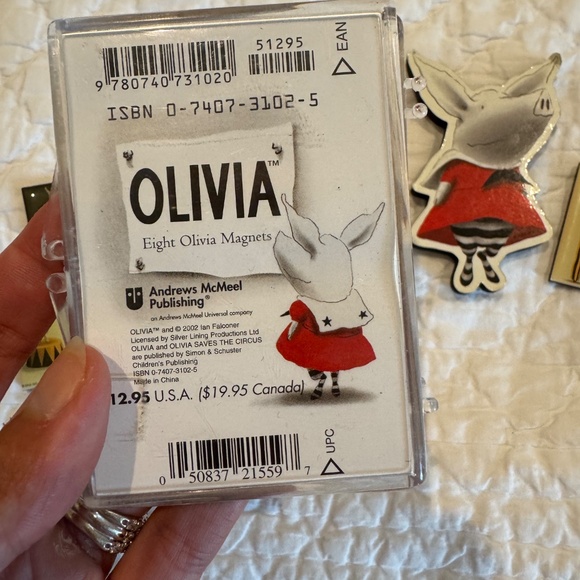 51295
9 780740 731020
EAN
ISBN 0-7407-3102-5
OLIVIA™
Eight Olivia Magnets
Andrews McMeel
Publishing®
an Andrews McMeel Universal company
OLIVIA™ and © 2002 Ian Falconer
Licensed by Silver Lining Productions Ltd
OLIVIA and OLIVIA SAVES THE CIRCUS
are published by Simon & Schuster
Children's Publishing
ISBN 0-7407-3102-5
Made in China
12.95 U.S.A. ($19.95 Canada)
UPC
0 50837 21559 7